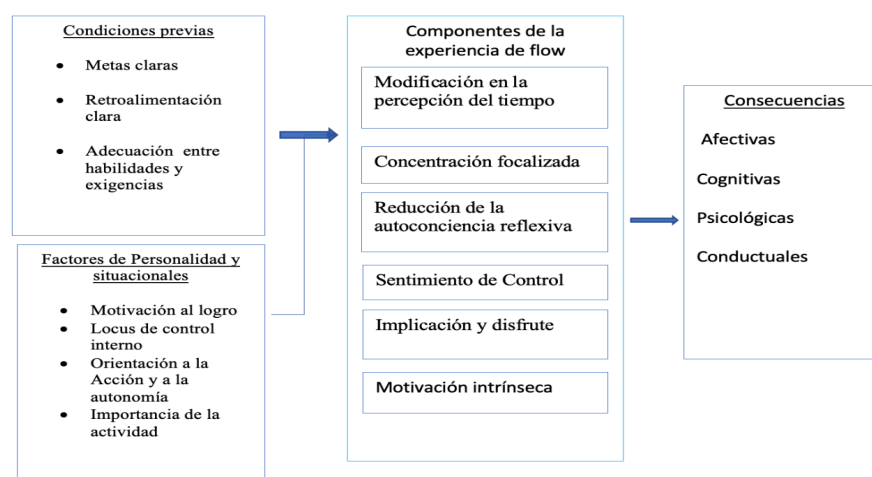 Condiciones previas
• Metas claras
• Retroalimentación
clara
• Adecuación entre
habilidades y
exigencias
Factores de Personalidad y
situacionales
• Motivación al logro
• Locus de control
interno
• Orientación a la
Acción y a la
autonomía
• Importancia de la
actividad
Componentes de la
experiencia de flow
Modificación en la
percepción del tiempo
Concentración focalizada
Reducción de la
autoconciencia reflexiva
Sentimiento de Control
Implicación y disfrute
Motivación intrínseca
Consecuencias
Afectivas
Cognitivas
Psicológicas
Conductuales